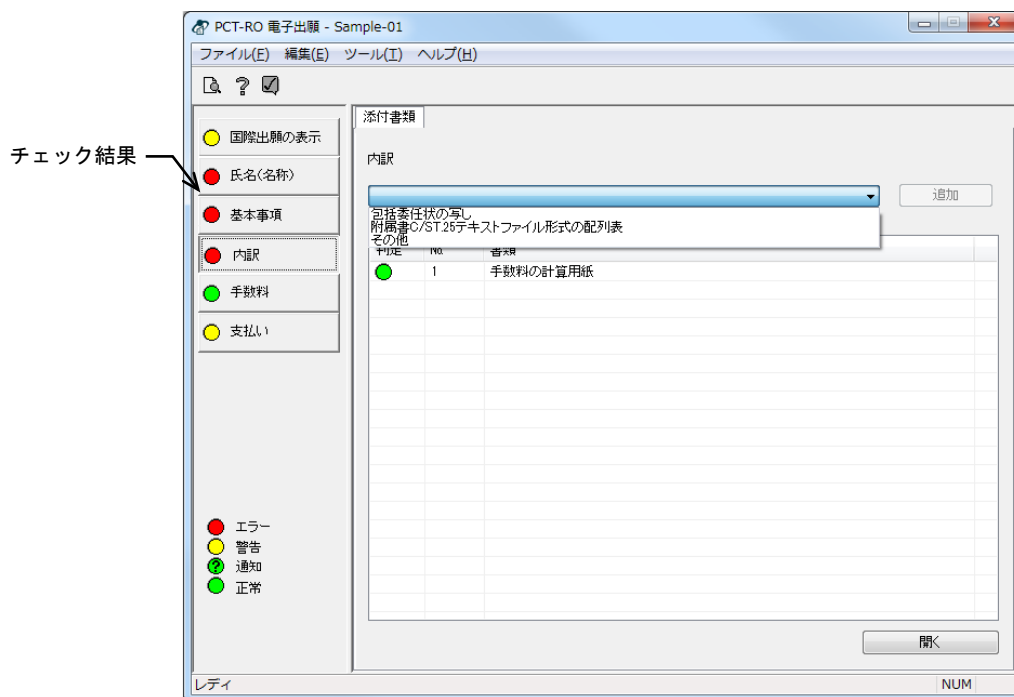 PCT-RO 電子出願 - Sample-01
ファイル(F) 編集(E) ツール(T) ヘルプ(H)
チェック結果
国際出願の表示
氏名(名称)
基本事項
内訳
手数料
支払い
エラー
警告
通知
正常
添付書類
内訳
追加
包括委任状の写し
附属書C/ST.25テキストファイル形式の配列表
その他
判定 No. 書類
1 手数料の計算用紙
開く
レディ NUM